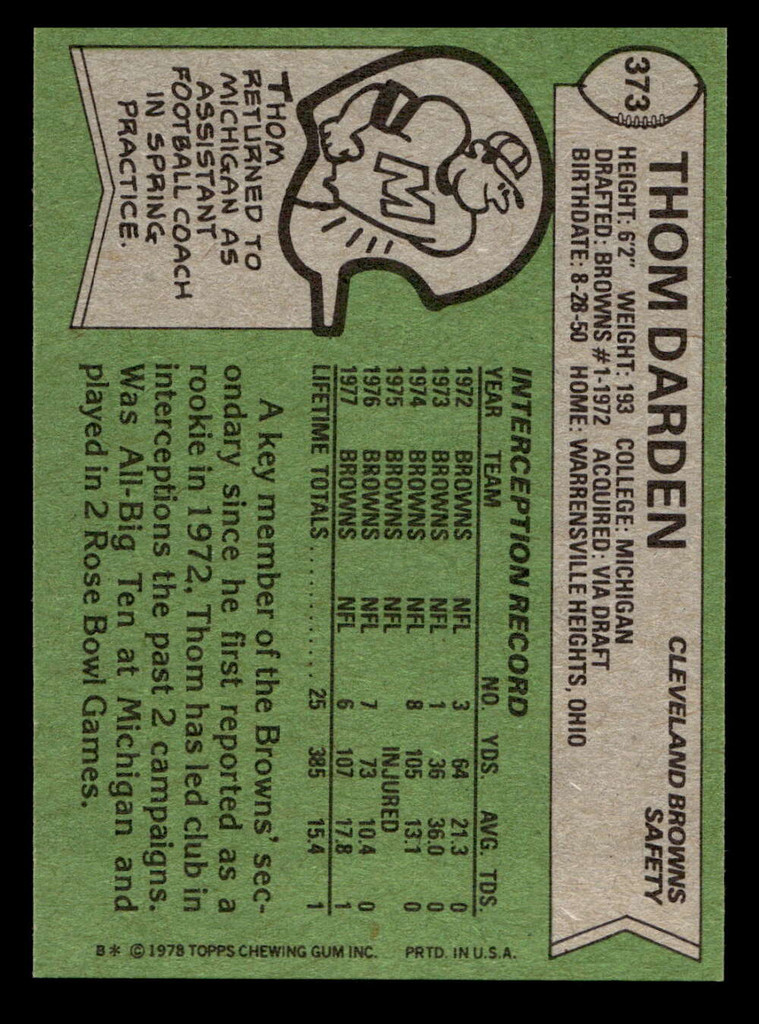 373
THOM DARDEN
CLEVELAND BROWNS
SAFETY
HEIGHT: 6'2" WEIGHT: 193 COLLEGE: MICHIGAN
DRAFTED: BROWNS #1-1972 ACQUIRED: VIA DRAFT
BIRTHDATE: 8-28-50 HOME: WARRENSVILLE HEIGHTS, OHIO
M
THOM
RETURNED TO
MICHIGAN AS
ASSISTANT
FOOTBALL COACH
IN SPRING
PRACTICE.
INTERCEPTION RECORD
YEAR TEAM NO. YDS. AVG. TDS.
1972 BROWNS NFL 3 64 21.3 0
1973 BROWNS NFL 1 36 36.0 0
1974 BROWNS NFL 8 105 13.1 0
1975 BROWNS NFL INJURED
1976 BROWNS NFL 7 73 10.4 0
1977 BROWNS NFL 6 107 17.8 1
LIFETIME TOTALS............ 25 385 15.4 1
A key member of the Browns' sec-
ondary since he first reported as a
rookie in 1972, Thom has led club in
interceptions the past 2 campaigns.
Was All-Big Ten at Michigan and
played in 2 Rose Bowl Games.
B* © 1978 TOPPS CHEWING GUM INC. PRTD. IN U.S.A.